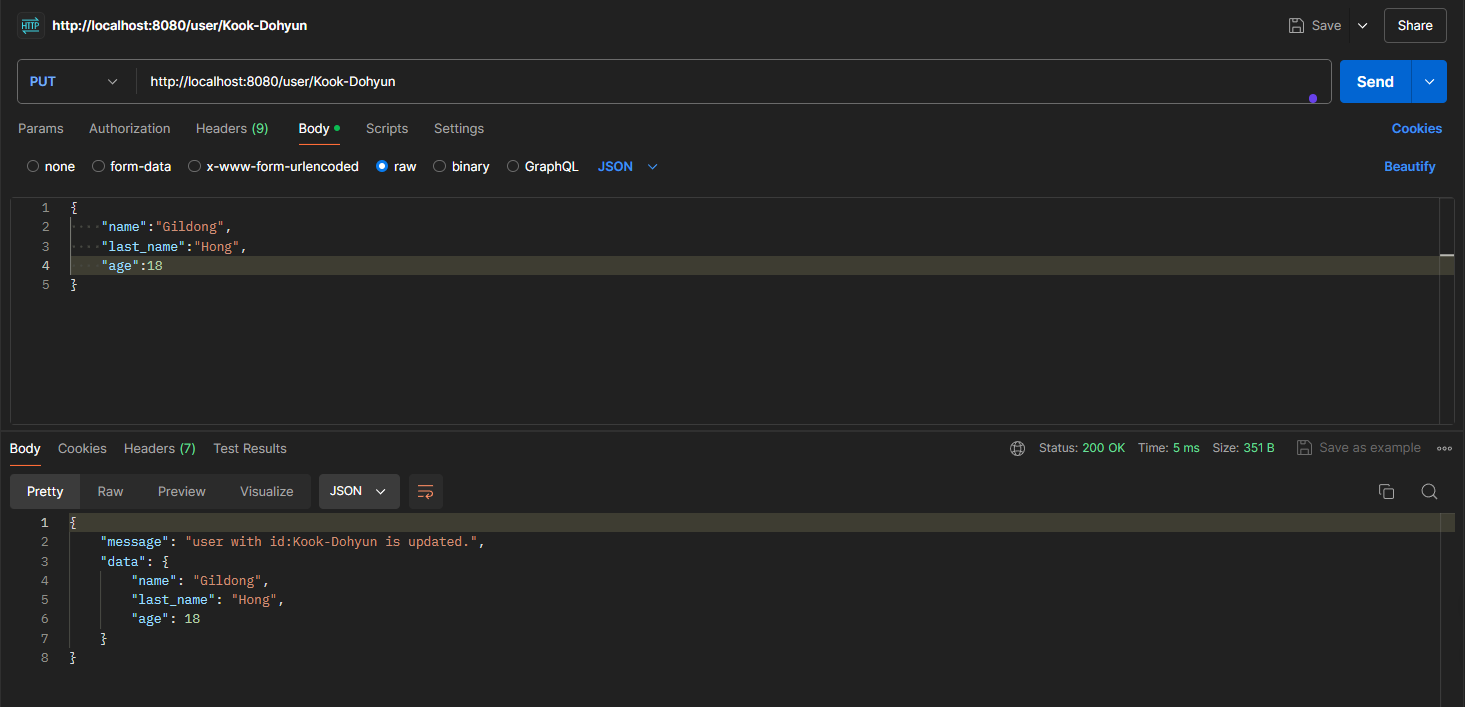 HTTP http://localhost:8080/user/Kook-Dohyun Save Share
PUT http://localhost:8080/user/Kook-Dohyun Send
Params Authorization Headers (9) Body Scripts Settings Cookies
none form-data x-www-form-urlencoded raw binary GraphQL JSON Beautify
1 {
2 "name":"Gildong",
3 "last_name":"Hong",
4 "age":18
5 }
Body Cookies Headers (7) Test Results Status: 200 OK Time: 5 ms Size: 351 B Save as example
Pretty Raw Preview Visualize JSON
1 {
2 "message": "user with id:Kook-Dohyun is updated.",
3 "data": {
4 "name": "Gildong",
5 "last_name": "Hong",
6 "age": 18
7 }
8 }